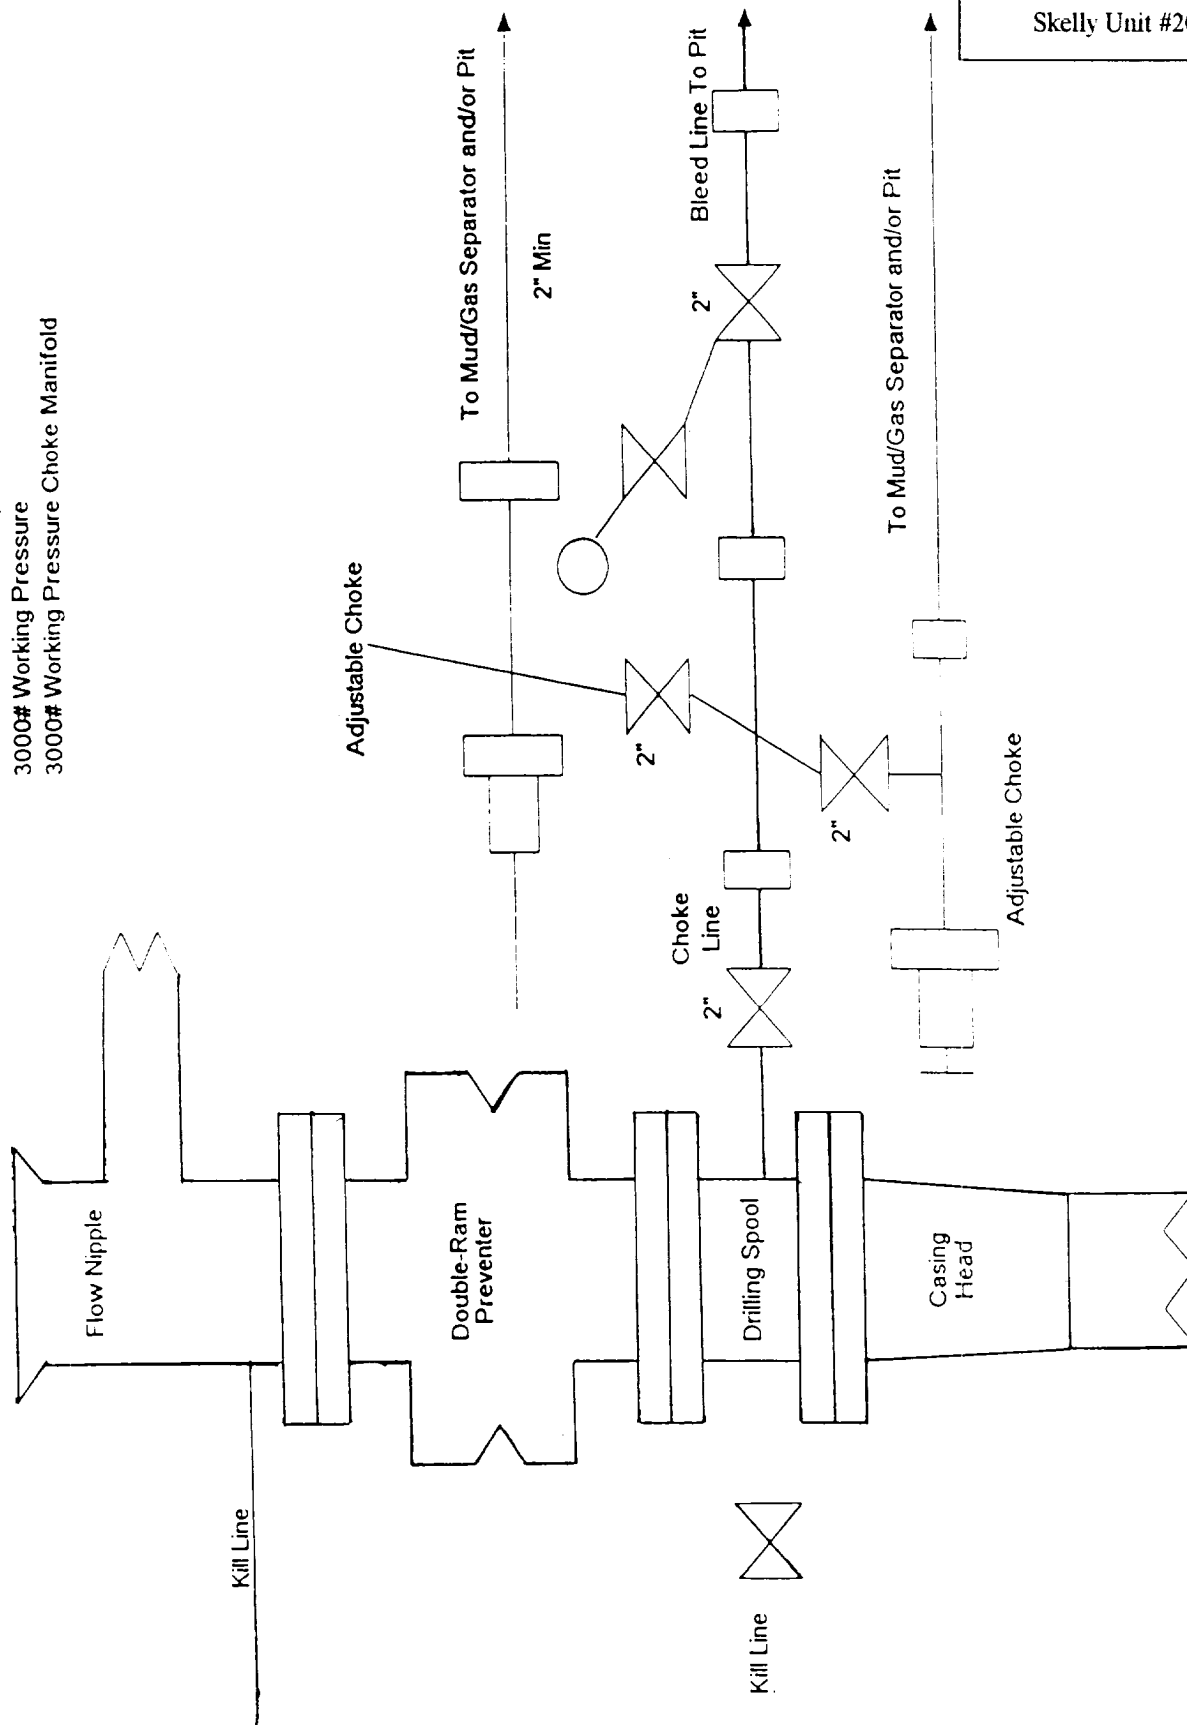 Skelly Unit #2
3000# Working Pressure
3000# Working Pressure Choke Manifold
To Mud/Gas Separator and/or Pit
2" Min
Adjustable Choke
Bleed Line To Pit
2"
2"
2"
To Mud/Gas Separator and/or Pit
Adjustable Choke
Choke
Line
2"
Flow Nipple
Double-Ram
Preventer
Drilling Spool
Casing
Head
Kill Line
Kill Line